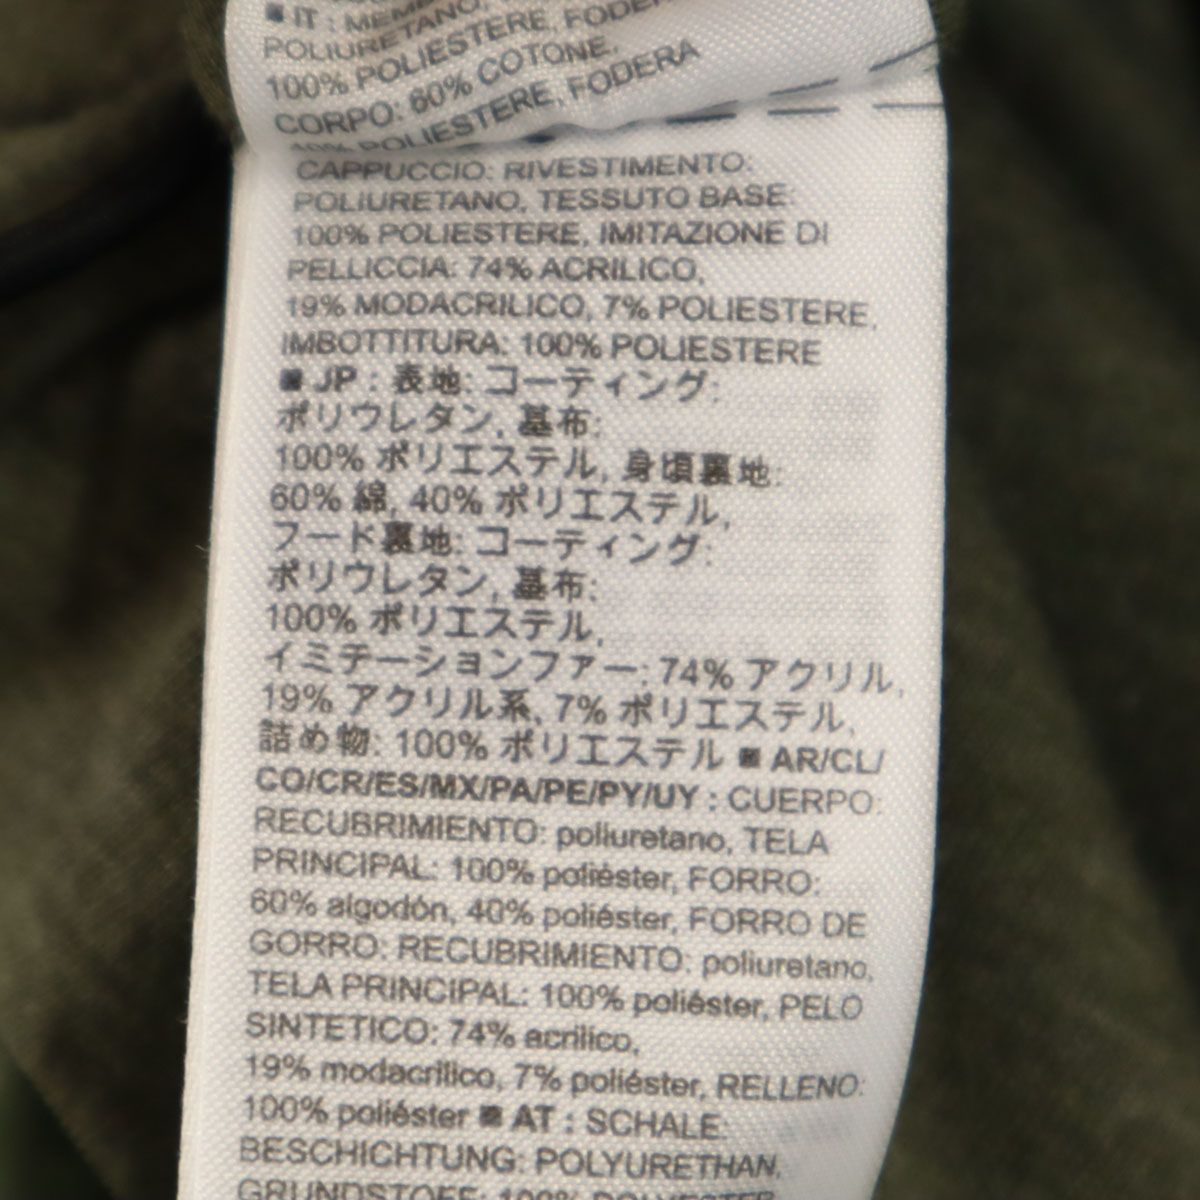 ■ IT : MEM
POLIURETANO,
100% POLIESTERE, FODERA
CORPO: 60% COTONE,
40% POLIESTERE, FODERA
CAPPUCCIO: RIVESTIMENTO:
POLIURETANO, TESSUTO BASE:
100% POLIESTERE, IMITAZIONE DI
PELLICCIA: 74% ACRILICO,
19% MODACRILICO, 7% POLIESTERE,
IMBOTTITURA: 100% POLIESTERE
■ JP : 表地: コーティング:
ポリウレタン, 基布:
100% ポリエステル, 身頃裏地:
60% 綿, 40% ポリエステル,
フード裏地: コーティング:
ポリウレタン, 基布:
100% ポリエステル,
イミテーションファー: 74% アクリル,
19% アクリル系, 7% ポリエステル,
詰め物: 100% ポリエステル ■ AR/CL/
CO/CR/ES/MX/PA/PE/PY/UY : CUERPO:
RECUBRIMIENTO: poliuretano, TELA
PRINCIPAL: 100% poliéster, FORRO:
60% algodón, 40% poliéster, FORRO DE
GORRO: RECUBRIMIENTO: poliuretano,
TELA PRINCIPAL: 100% poliéster, PELO
SINTETICO: 74% acrilico,
19% modacrilico, 7% poliéster, RELLENO:
100% poliéster ■ AT : SCHALE:
BESCHICHTUNG: POLYURETHAN,
GRUNDSTOFF: 100% POLYESTER